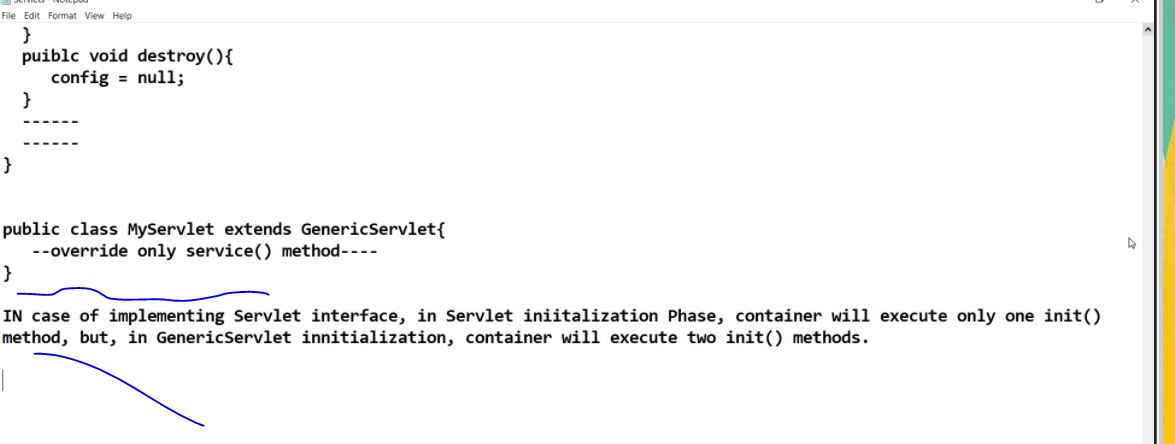 Servlets - Notepad
File Edit Format View Help
}
puiblc void destroy(){
config = null;
}
------
------
}
public class MyServlet extends GenericServlet{
--override only service() method----
}
IN case of implementing Servlet interface, in Servlet iniitalization Phase, container will execute only one init()
method, but, in GenericServlet innitialization, container will execute two init() methods.